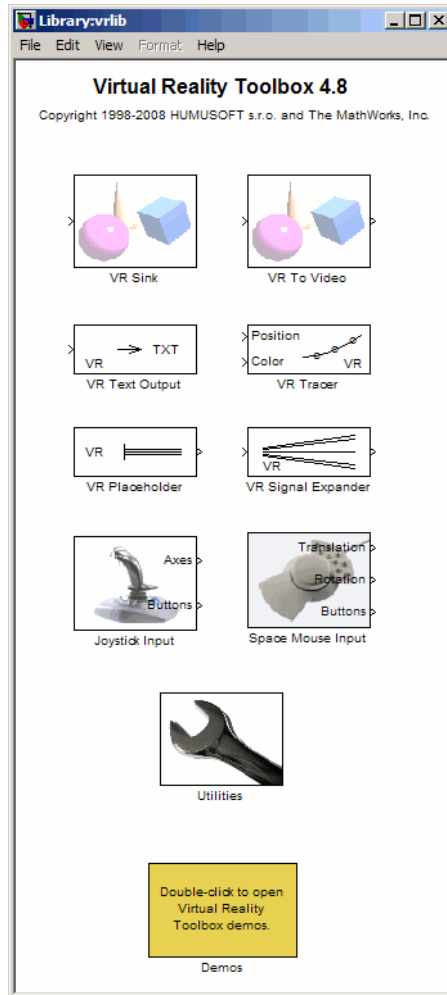 Library:vrlib
File Edit View Format Help
Virtual Reality Toolbox 4.8
Copyright 1998-2008 HUMUSOFT s.r.o. and The MathWorks, Inc.
VR Sink
VR To Video
VR
TXT
VR Text Output
Position
Color
VR
VR Tracer
VR
VR Placeholder
VR
VR Signal Expander
Axes
Buttons
Joystick Input
Translation
Rotation
Buttons
Space Mouse Input
Utilities
Double-click to open
Virtual Reality
Toolbox demos.
Demos